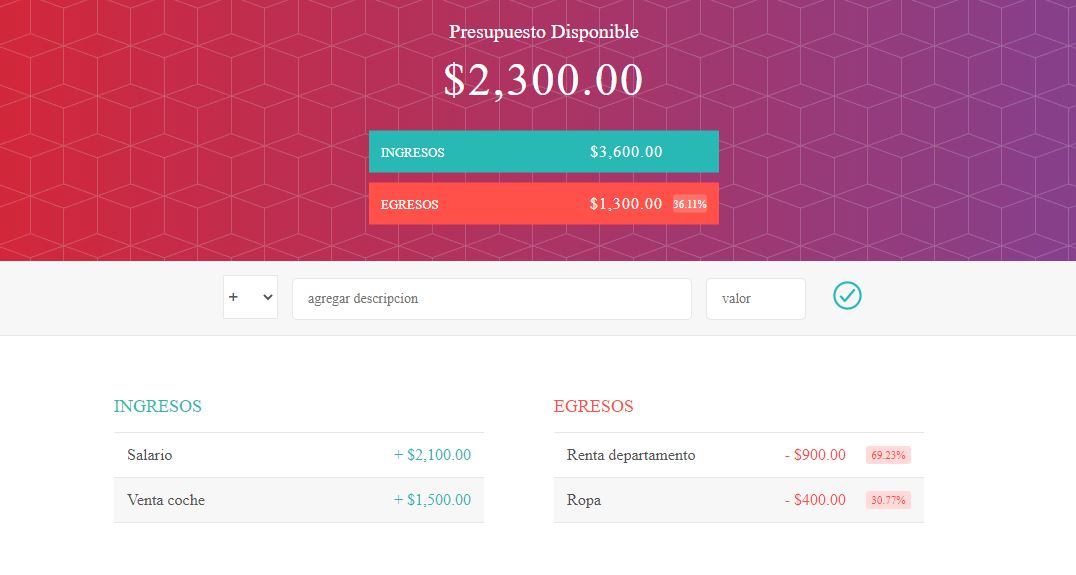 Presupuesto Disponible
$2,300.00
INGRESOS $3,600.00
EGRESOS $1,300.00 36.11%
+ agregar descripcion valor
INGRESOS
Salario + $2,100.00
Venta coche + $1,500.00
EGRESOS
Renta departamento - $900.00 69.23%
Ropa - $400.00 30.77%